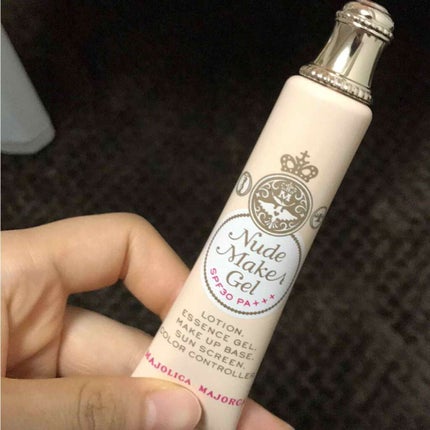 M
Nude
Make
Gel
SPF30 PA+++
LOTION.
ESSENCE GEL.
MAKE UP BASE.
SUN SCREEN.
COLOR CONTROLLER
MAJOLICA MAJORCA